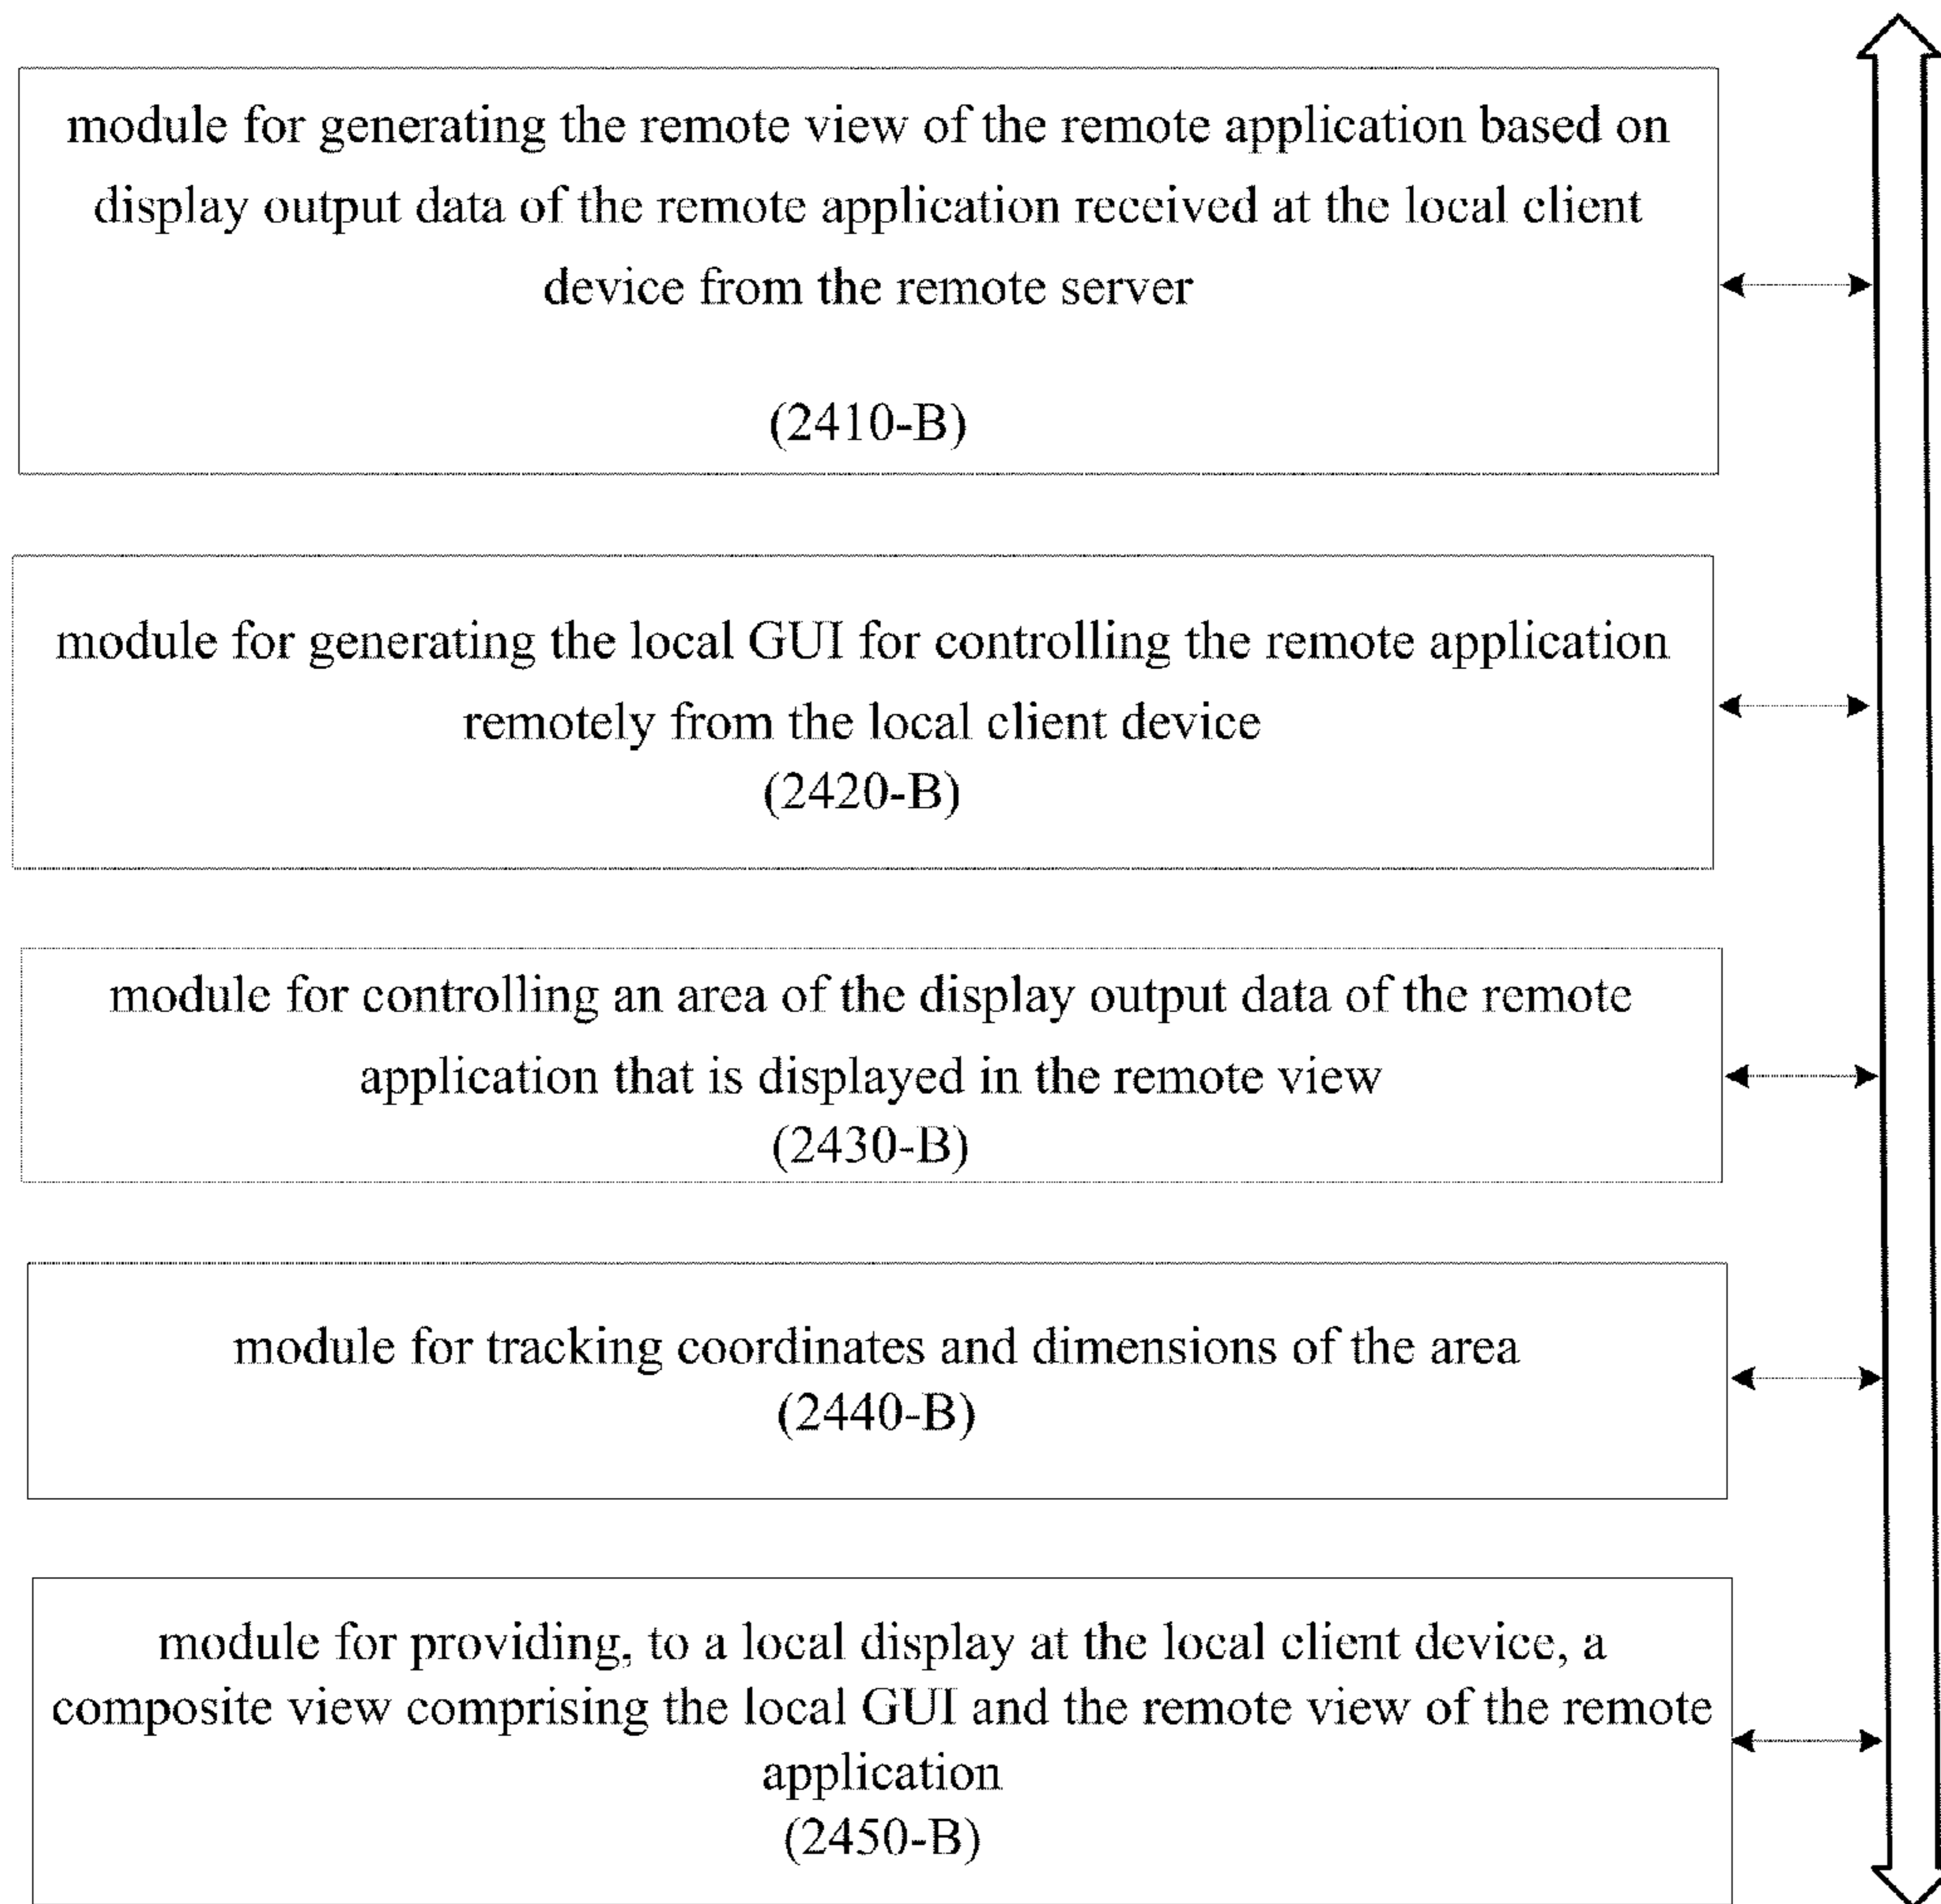 module for generating the remote view of the remote application based on
display output data of the remote application received at the local client
device from the remote server
(2410-B)
module for generating the local GUI for controlling the remote application
remotely from the local client device
(2420-B)
module for controlling an area of the display output data of the remote
application that is displayed in the remote view
(2430-B)
module for tracking coordinates and dimensions of the area
(2440-B)
module for providing, to a local display at the local client device, a
composite view comprising the local GUI and the remote view of the remote
application
(2450-B)